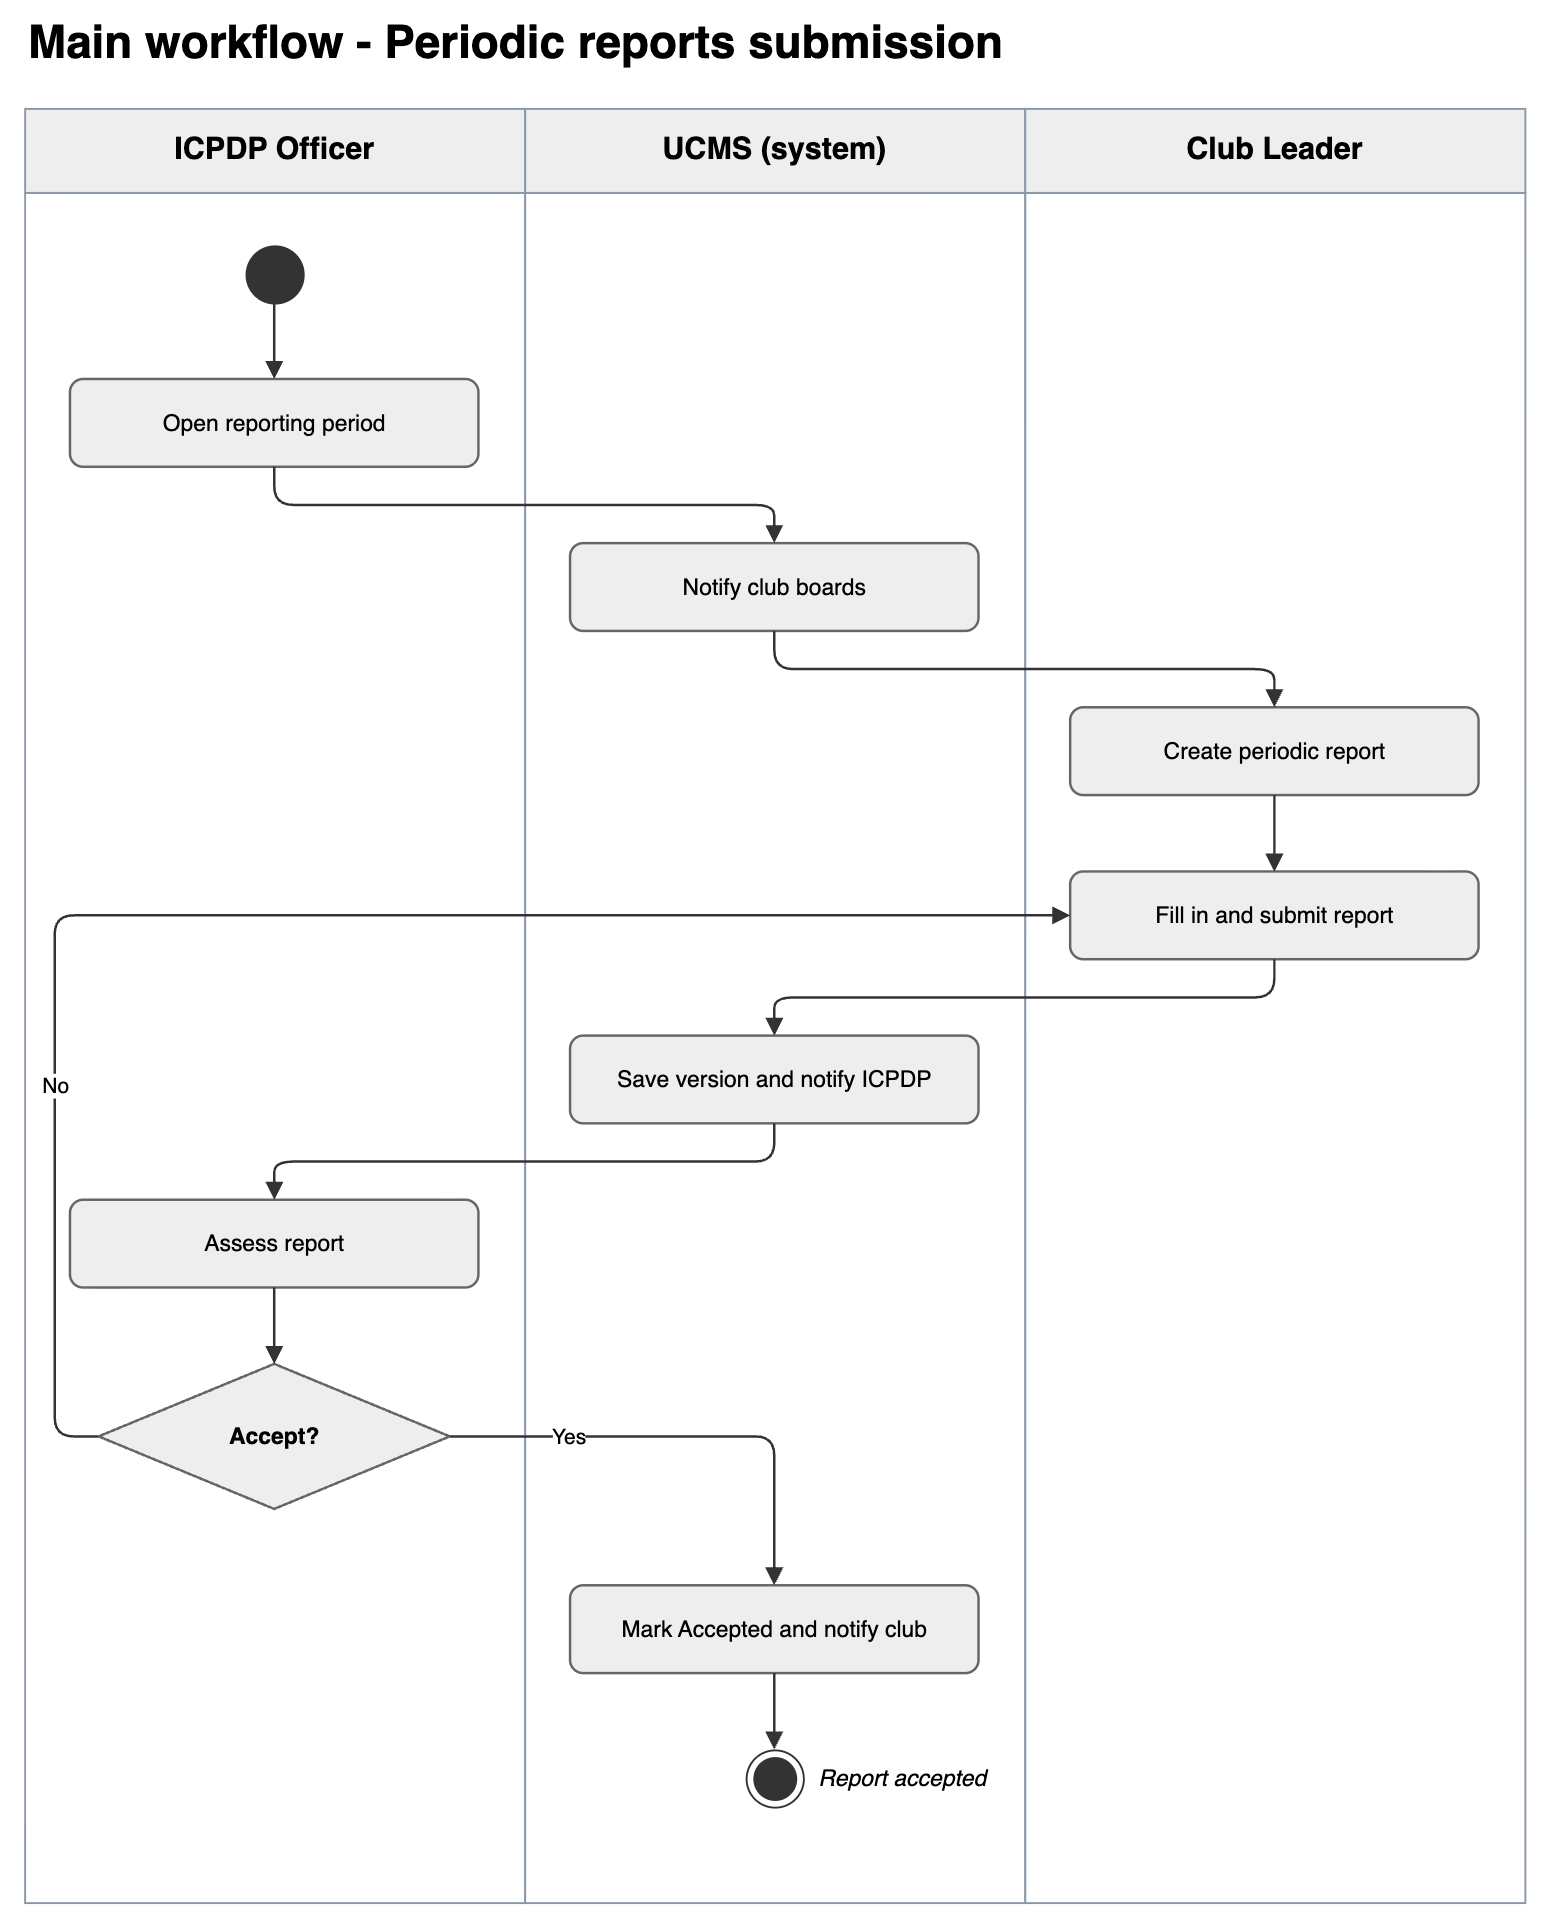 Main workflow - Periodic reports submission
ICPDP Officer
UCMS (system)
Club Leader
Open reporting period
Notify club boards
Create periodic report
Fill in and submit report
Save version and notify ICPDP
No
Assess report
Accept?
Yes
Mark Accepted and notify club
Report accepted